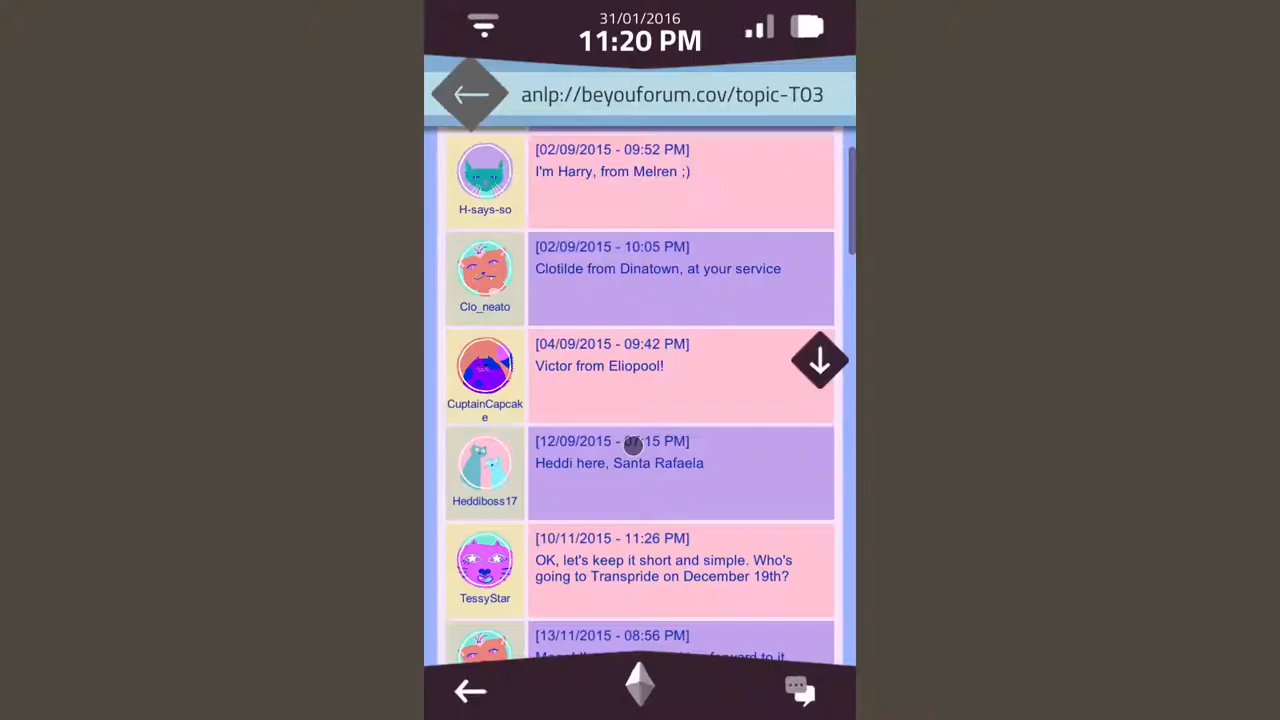 31/01/2016
11:20 PM
anlp://beyouforum.cov/topic-T03
[02/09/2015 - 09:52 PM]
I'm Harry, from Melren ;)
H-says-so
[02/09/2015 - 10:05 PM]
Clotilde from Dinatown, at your service
Clo_neato
[04/09/2015 - 09:42 PM]
Victor from Eliopool!
CuptainCapcak
e
[12/09/2015 - 07:15 PM]
Heddi here, Santa Rafaela
Heddiboss17
[10/11/2015 - 11:26 PM]
OK, let's keep it short and simple. Who's
going to Transpride on December 19th?
TessyStar
[13/11/2015 - 08:56 PM]
forward to it